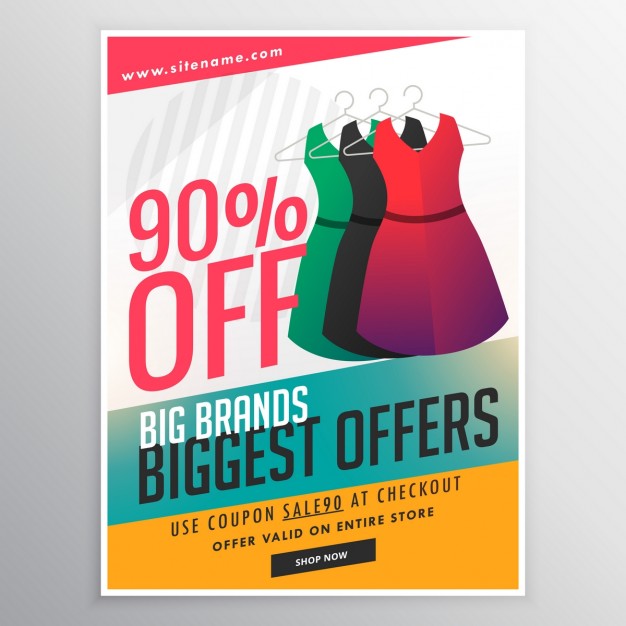 www.sitename.com
90%
OFF
BIG BRANDS
BIGGEST OFFERS
USE COUPON SALE90 AT CHECKOUT
OFFER VALID ON ENTIRE STORE
SHOP NOW